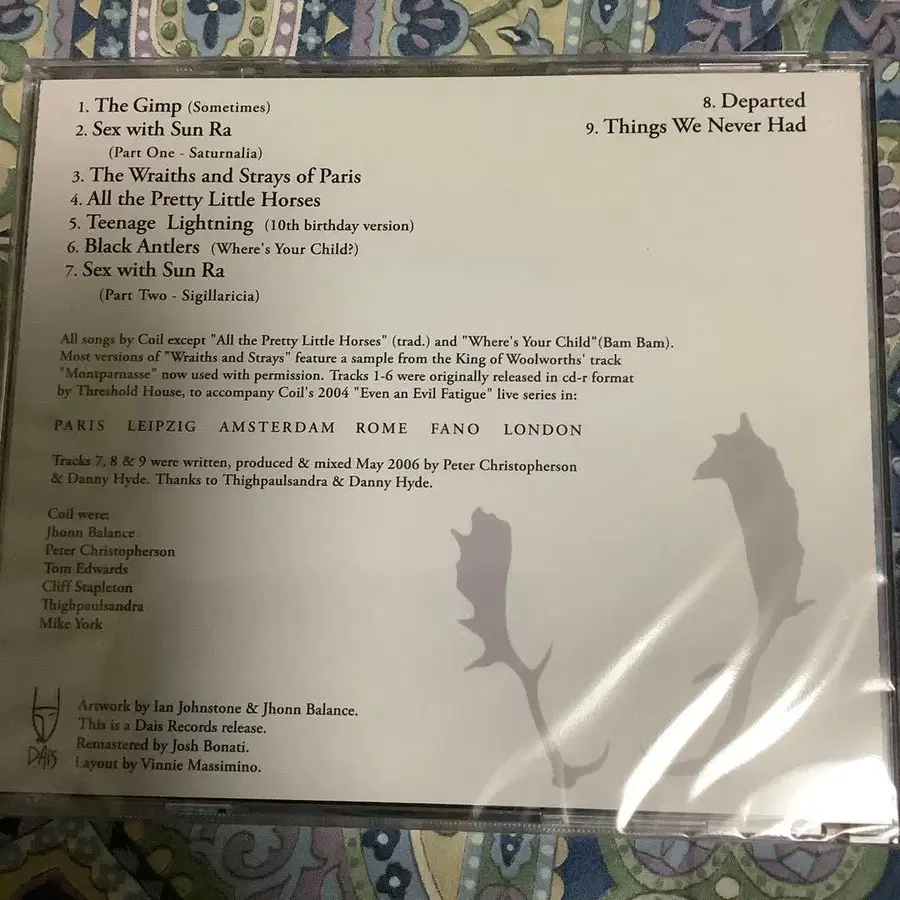 1. The Gimp (Sometimes)
2. Sex with Sun Ra
(Part One - Saturnalia)
3. The Wraiths and Strays of Paris
4. All the Pretty Little Horses
5. Teenage Lightning (10th birthday version)
6. Black Antlers (Where's Your Child?)
7. Sex with Sun Ra
(Part Two - Sigillaricia)
8. Departed
9. Things We Never Had
All songs by Coil except "All the Pretty Little Horses" (trad.) and "Where's Your Child"(Bam Bam).
Most versions of "Wraiths and Strays" feature a sample from the King of Woolworths' track
"Montparnasse" now used with permission. Tracks 1-6 were originally released in cd-r format
by Threshold House, to accompany Coil's 2004 "Even an Evil Fatigue" live series in:
PARIS LEIPZIG AMSTERDAM ROME FANO LONDON
Tracks 7, 8 & 9 were written, produced & mixed May 2006 by Peter Christopherson
& Danny Hyde. Thanks to Thighpaulsandra & Danny Hyde.
Coil were:
Jhonn Balance
Peter Christopherson
Tom Edwards
Cliff Stapleton
Thighpaulsandra
Mike York
Artwork by Ian Johnstone & Jhonn Balance.
This is a Dais Records release.
Remastered by Josh Bonati.
Layout by Vinnie Massimino.
DAIS